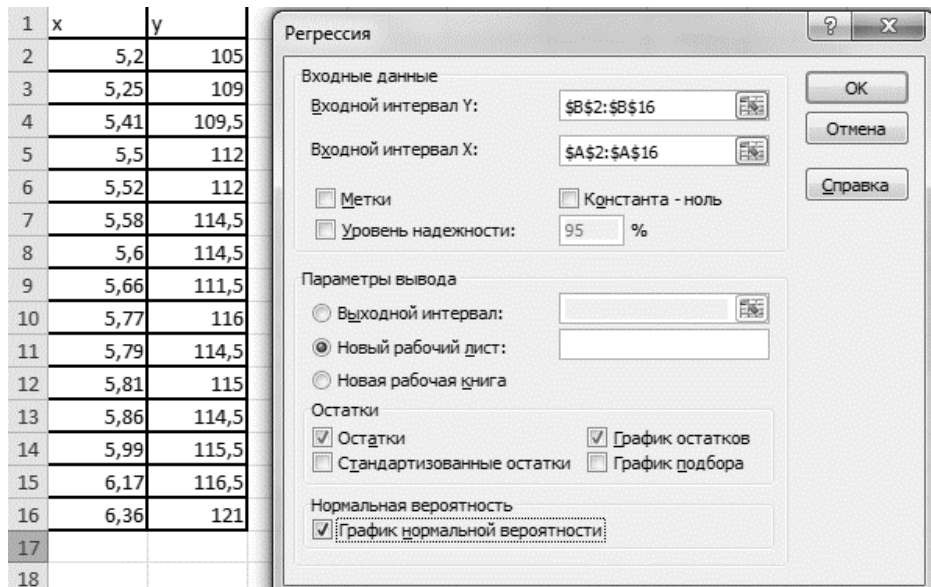 1 x y
2 5,2 105
3 5,25 109
4 5,41 109,5
5 5,5 112
6 5,52 112
7 5,58 114,5
8 5,6 114,5
9 5,66 111,5
10 5,77 116
11 5,79 114,5
12 5,81 115
13 5,86 114,5
14 5,99 115,5
15 6,17 116,5
16 6,36 121
17
18
Регрессия
Входные данные
Входной интервал Y: $B$2:$B$16
Входной интервал X: $A$2:$A$16
Метки Константа - ноль
Уровень надежности: 95 %
Параметры вывода
Выходной интервал:
Новый рабочий лист:
Новая рабочая книга
Остатки
Остатки График остатков
Стандартизованные остатки График подбора
Нормальная вероятность
График нормальной вероятности
OK
Отмена
Справка